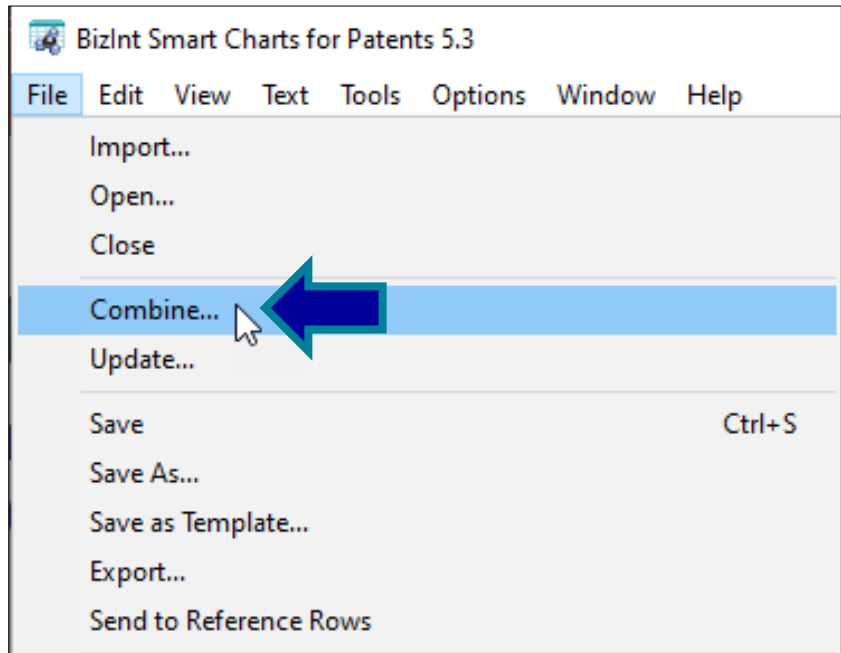 BizInt Smart Charts for Patents 5.3
File Edit View Text Tools Options Window Help
Import...
Open...
Close
Combine...
Update...
Save Ctrl+S
Save As...
Save as Template...
Export...
Send to Reference Rows